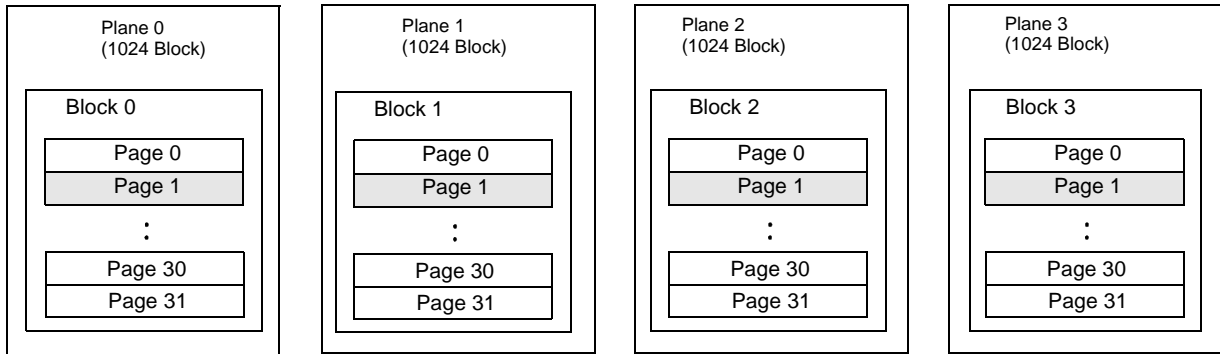 Plane 0
(1024 Block)
Block 0
Page 0
Page 1
:
Page 30
Page 31
Plane 1
(1024 Block)
Block 1
Page 0
Page 1
:
Page 30
Page 31
Plane 2
(1024 Block)
Block 2
Page 0
Page 1
:
Page 30
Page 31
Plane 3
(1024 Block)
Block 3
Page 0
Page 1
:
Page 30
Page 31